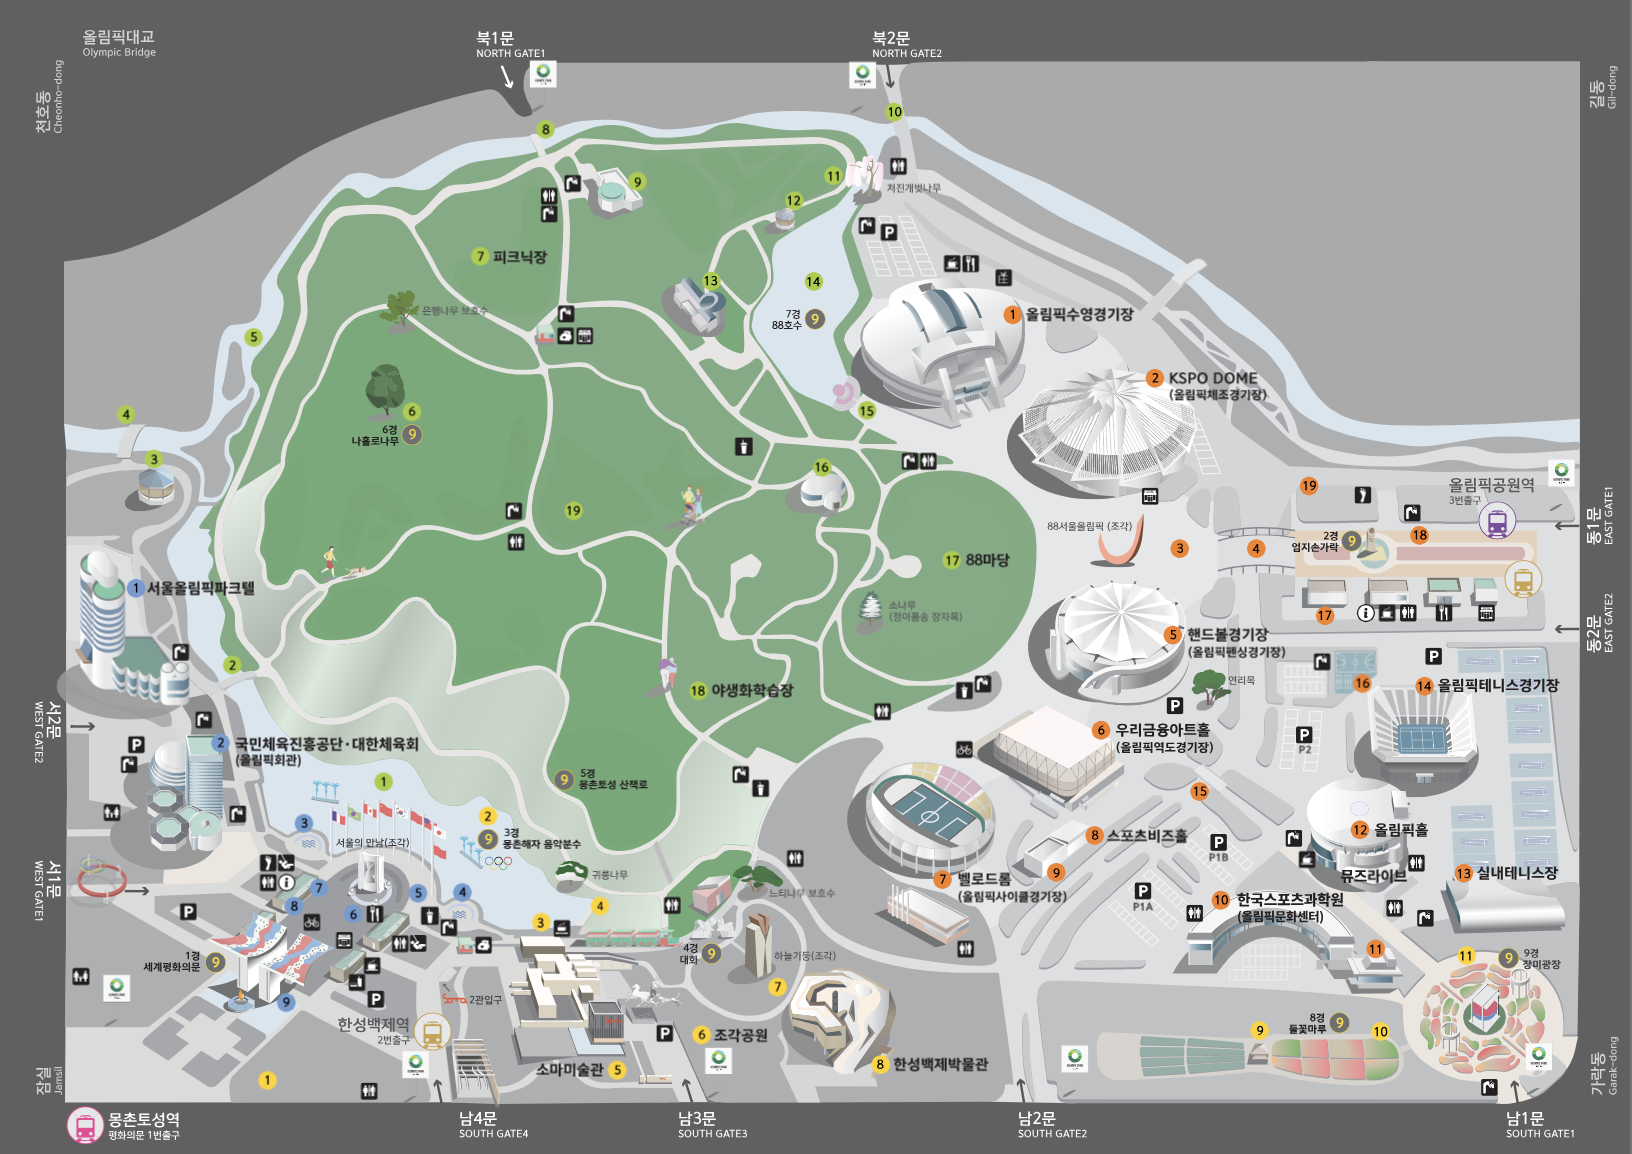 올림픽대교
Olympic Bridge
북1문
NORTH GATE1
북2문
NORTH GATE2
천호동
Cheonho-dong
길동
Gil-dong
8
10
9
11
처진개벚나무
12
P
7 피크닉장
13
14
은행나무 보호수
7경
88호수
9
1 올림픽수영경기장
5
2 KSPO DOME
(올림픽체조경기장)
6
6경
나홀로나무
9
4
15
3
16
19
올림픽공원역
3번출구
동1문
EAST GATE1
19
88서울올림픽 (조각)
3
4
2경
엄지손가락
9
18
17 88마당
1 서울올림픽파크텔
소나무
(정이품송 장자목)
17
i
동2문
EAST GATE2
5 핸드볼경기장
(올림픽펜싱경기장)
2
18 야생화학습장
연리목
P
16
14 올림픽테니스경기장
P
서2문
WEST GATE2
P
2 국민체육진흥공단·대한체육회
(올림픽회관)
6 우리금융아트홀
(올림픽역도경기장)
P
P2
1
9
5경
몽촌토성 산책로
15
2
3
9
3경
몽촌해자 음악분수
서울의 만남(조각)
8 스포츠비즈홀
P
P1B
12 올림픽홀
뮤즈라이브
서1문
WEST GATE1
귀룽나무
느티나무 보호수
7 벨로드롬
(올림픽사이클경기장)
9
P
P1A
13 실내테니스장
i
7
8
5
4
6
P
3
4
10 한국스포츠과학원
(올림픽문화센터)
1경
세계평화의문
9
4경
대화
9
하늘기둥(조각)
11
11
9
9경
장미광장
9
P
soma 2관입구
7
한성백제역
2번출구
P
6 조각공원
8경
들꽃마루
9
9
10
소마미술관 5
8 한성백제박물관
1
잠실
Jamsil
가락동
Garak-dong
몽촌토성역
평화의문 1번출구
남4문
SOUTH GATE4
남3문
SOUTH GATE3
남2문
SOUTH GATE2
남1문
SOUTH GATE1